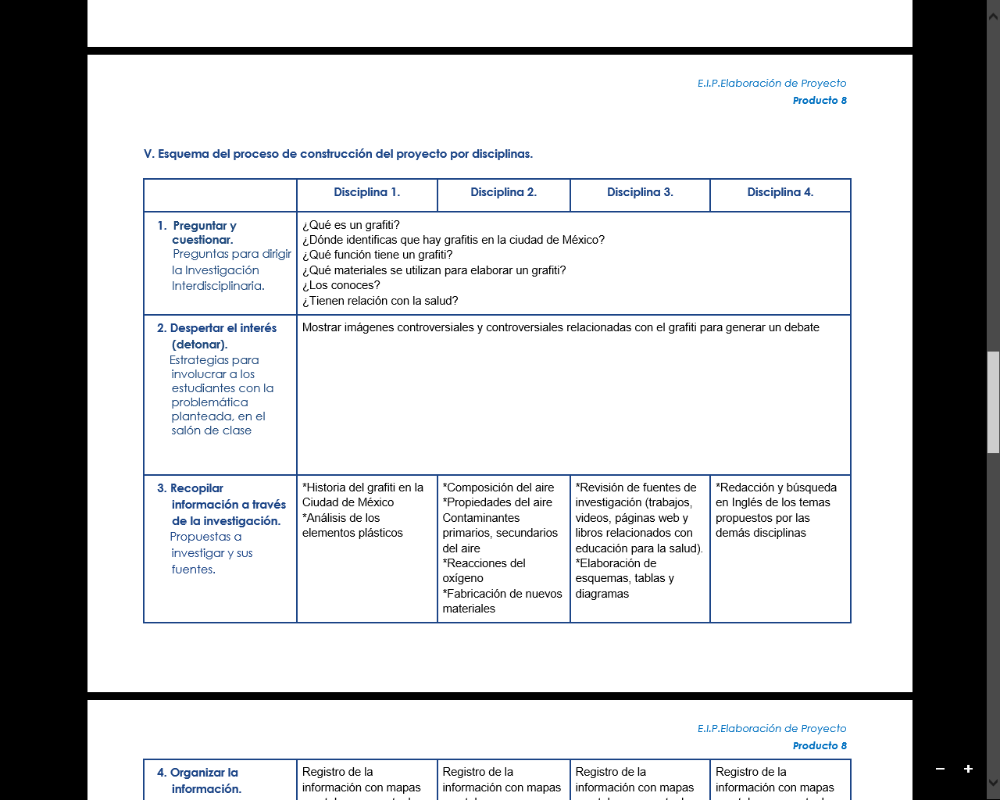 E.I.P.Elaboración de Proyecto
Producto 8
V. Esquema del proceso de construcción del proyecto por disciplinas.
Disciplina 1.
Disciplina 2.
Disciplina 3.
Disciplina 4.
1. Preguntar y
cuestionar.
Preguntas para dirigir
la Investigación
Interdisciplinaria.
¿Qué es un grafiti?
¿Dónde identificas que hay grafitis en la ciudad de México?
¿Qué función tiene un grafiti?
¿Qué materiales se utilizan para elaborar un grafiti?
¿Los conoces?
¿Tienen relación con la salud?
2. Despertar el interés
(detonar).
Estrategias para
involucrar a los
estudiantes con la
problemática
planteada, en el
salón de clase
Mostrar imágenes controversiales y controversiales relacionadas con el grafiti para generar un debate
3. Recopilar
información a través
de la investigación.
Propuestas a
investigar y sus
fuentes.
*Historia del grafiti en la
Ciudad de México
*Análisis de los
elementos plásticos
*Composición del aire
*Propiedades del aire
Contaminantes
primarios, secundarios
del aire
*Reacciones del
oxígeno
*Fabricación de nuevos
materiales
*Revisión de fuentes de
investigación (trabajos,
videos, páginas web y
libros relacionados con
educación para la salud).
*Elaboración de
esquemas, tablas y
diagramas
*Redacción y búsqueda
en Inglés de los temas
propuestos por las
demás disciplinas
E.I.P.Elaboración de Proyecto
Producto 8
4. Organizar la
información.
Registro de la
información con mapas
Registro de la
información con mapas
Registro de la
información con mapas
Registro de la
información con mapas